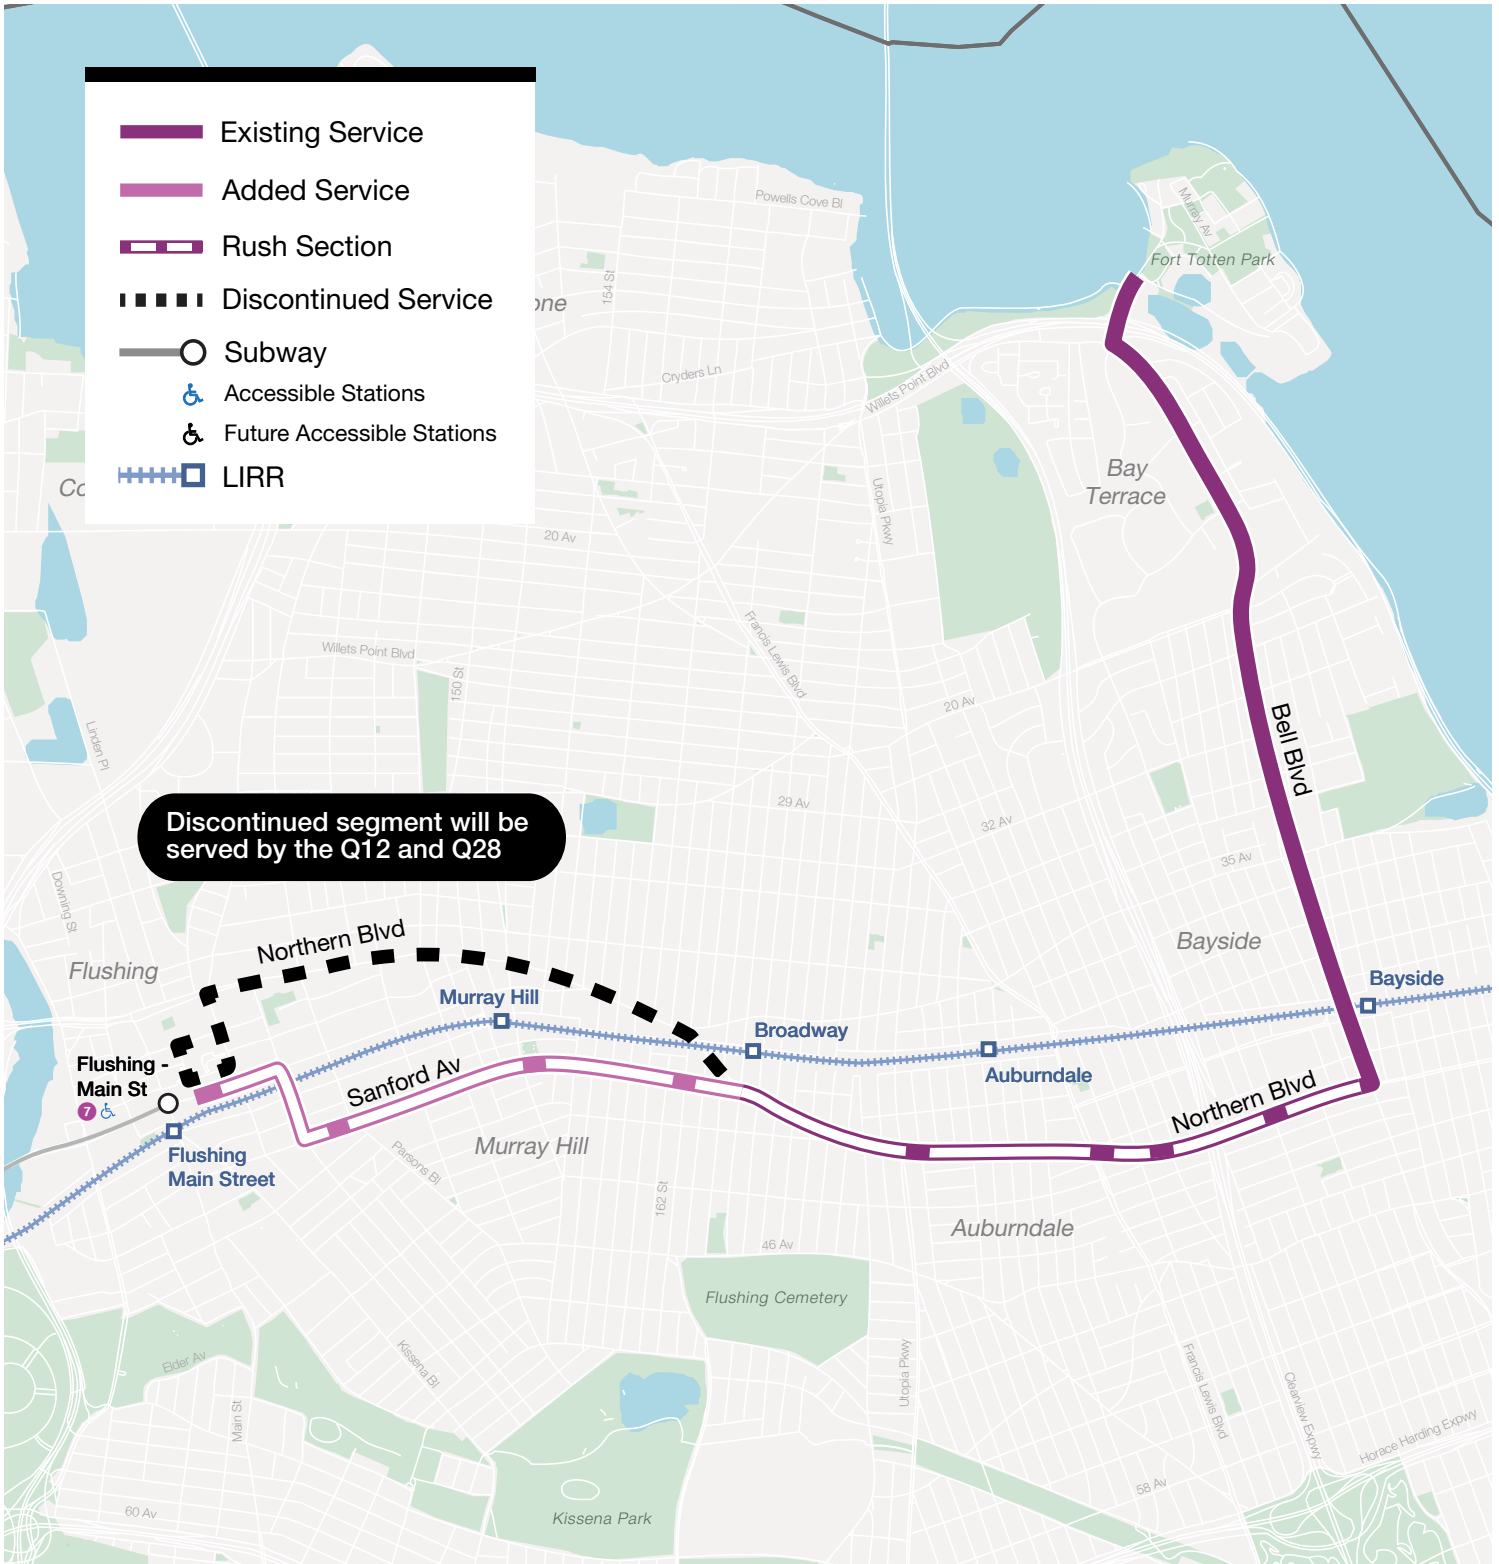 Existing Service
Added Service
Rush Section
Discontinued Service
Subway
Accessible Stations
Future Accessible Stations
LIRR
Powells Cove Bl
154 St
one
Murray Av
Fort Totten Park
Cryders Ln
Willets Point Blvd
Co
Bay
Terrace
Utopia Pkwy
20 Av
Francis Lewis Blvd
Willets Point Blvd
150 St
20 Av
Linden Pl
Bell Blvd
29 Av
32 Av
35 Av
Discontinued segment will be
served by the Q12 and Q28
Downing St
Northern Blvd
Flushing
Bayside
Bayside
Murray Hill
Broadway
Auburndale
Flushing -
Main St
7
Sanford Av
Northern Blvd
Flushing
Main Street
Parsons Bl
Murray Hill
162 St
Auburndale
46 Av
Flushing Cemetery
Elder Av
Kissena Bl
Main St
Utopia Pkwy
Francis Lewis Blvd
Clearview Expwy
Horace Harding Expwy
58 Av
60 Av
Kissena Park